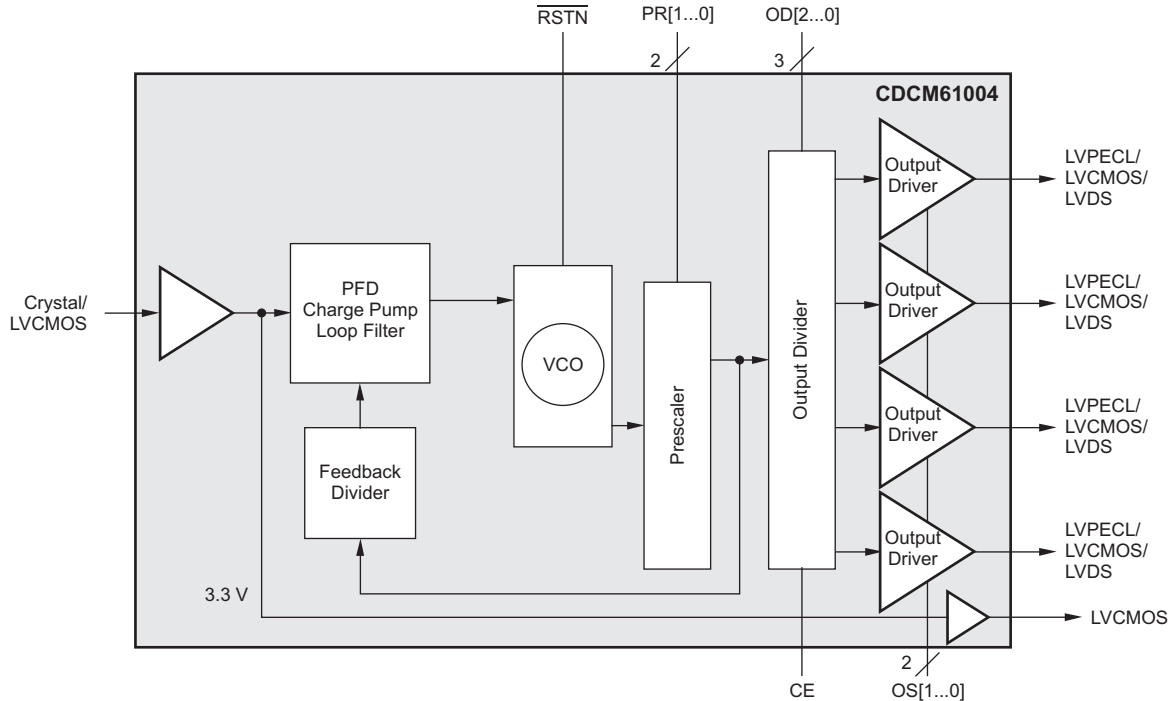 RSTN
PR[1...0]
OD[2...0]
2
3
CDCM61004
Output
Driver
LVPECL/
LVCMOS/
LVDS
PFD
Charge Pump
Loop Filter
Crystal/
LVCMOS
VCO
Prescaler
Output Divider
Output
Driver
LVPECL/
LVCMOS/
LVDS
Feedback
Divider
Output
Driver
LVPECL/
LVCMOS/
LVDS
Output
Driver
LVPECL/
LVCMOS/
LVDS
3.3 V
LVCMOS
2
CE
OS[1...0]